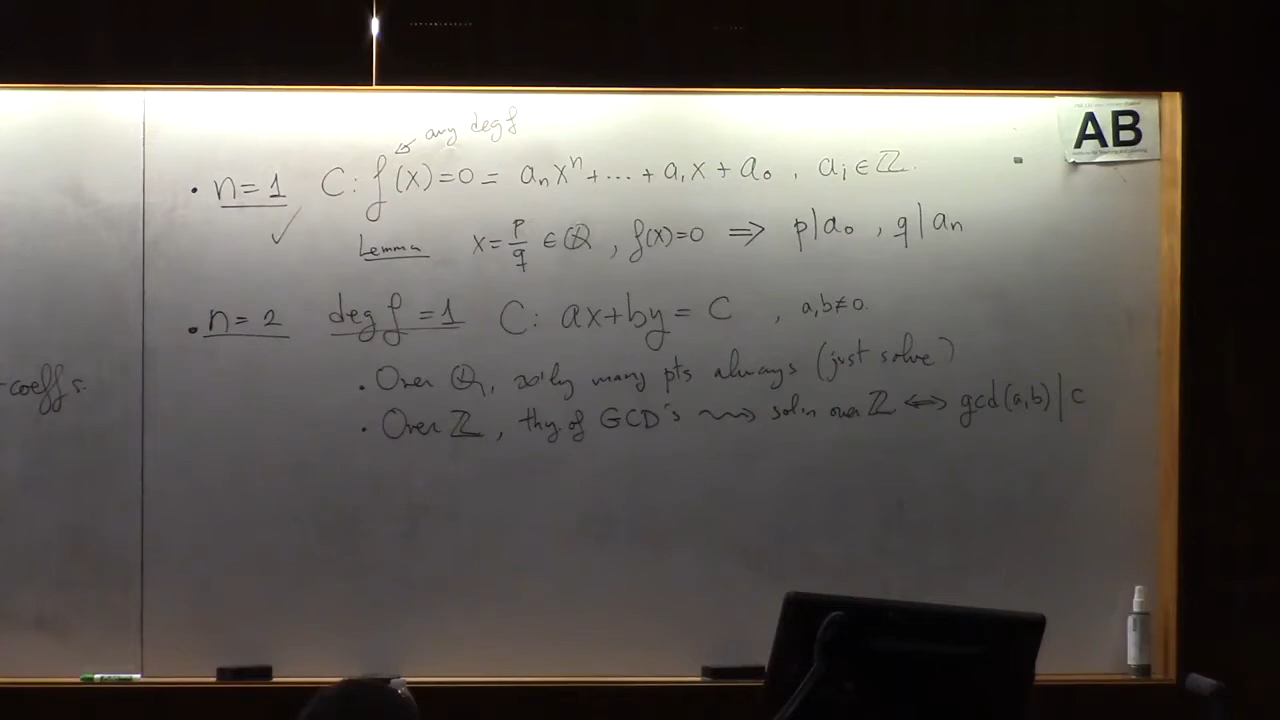 any deg f
• n=1 C: f(x)=0 = aₙxⁿ+...+a₁x+a₀, aᵢ∈ℤ.
✓
Lemma x=p/q ∈ℚ, f(x)=0 ⟹ p|a₀, q|aₙ
• n=2 deg f=1 C: ax+by=c, a,b≠0.
-coeffs.
• Over ℚ, ∞'ly many pts always (just solve)
• Over ℤ, thy. of GCD's ⇝ sol'n over ℤ ⟺ gcd(a,b)|c
AB